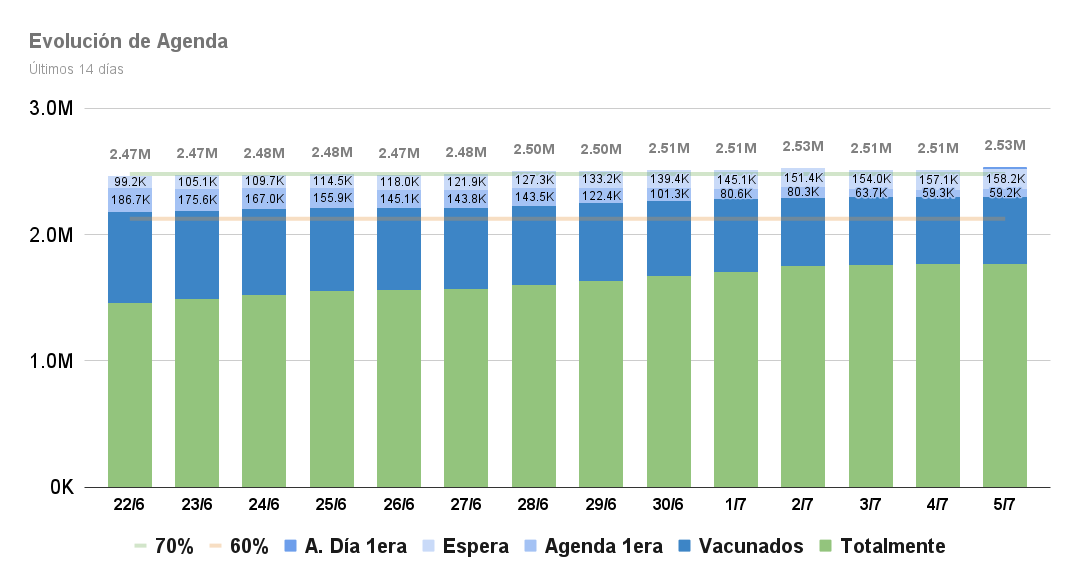 Evolución de Agenda
Últimos 14 días
3.0M
2.47M 2.47M 2.48M 2.48M 2.47M 2.48M 2.50M 2.50M 2.51M 2.51M 2.53M 2.51M 2.51M 2.53M
99.2K 105.1K 109.7K 114.5K 118.0K 121.9K 127.3K 133.2K 139.4K 145.1K 151.4K 154.0K 157.1K 158.2K
186.7K 175.6K 167.0K 155.9K 145.1K 143.8K 143.5K 122.4K 101.3K 80.6K 80.3K 63.7K 59.3K 59.2K
2.0M
1.0M
0K
22/6 23/6 24/6 25/6 26/6 27/6 28/6 29/6 30/6 1/7 2/7 3/7 4/7 5/7
70% 60% A. Día 1era Espera Agenda 1era Vacunados Totalmente